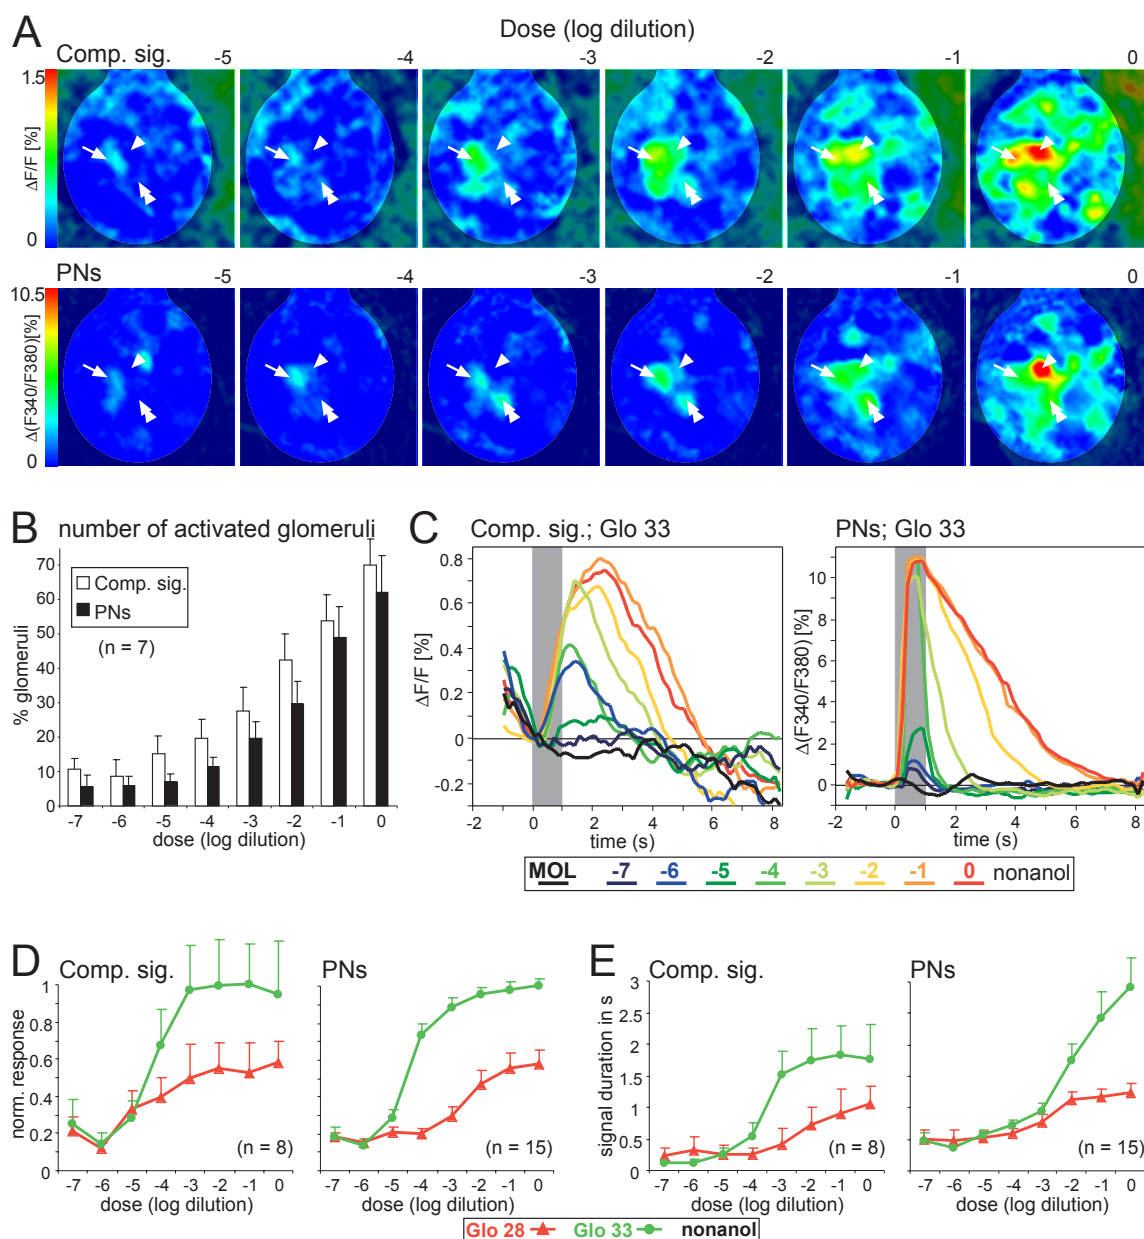 A
Dose (log dilution)
Comp. sig.
-5 -4 -3 -2 -1 0
1.5
ΔF/F [%]
0
PNs
-5 -4 -3 -2 -1 0
10.5
Δ(F340/F380)[%]
0
B
number of activated glomeruli
% glomeruli
70
60
50
40
30
20
10
0
Comp. sig.
PNs
(n = 7)
-7 -6 -5 -4 -3 -2 -1 0
dose (log dilution)
C
Comp. sig.; Glo 33
ΔF/F [%]
0.8
0.6
0.4
0.2
0
-0.2
-2 0 2 4 6 8
time (s)
PNs; Glo 33
Δ(F340/F380) [%]
10
8
6
4
2
0
-2 0 2 4 6 8
time (s)
MOL -7 -6 -5 -4 -3 -2 -1 0 nonanol
D
Comp. sig.
norm. response
1
0.8
0.6
0.4
0.2
0
(n = 8)
-7 -6 -5 -4 -3 -2 -1 0
dose (log dilution)
PNs
(n = 15)
-7 -6 -5 -4 -3 -2 -1 0
dose (log dilution)
E
Comp. sig.
signal duration in s
3
2.5
2
1.5
1
0.5
0
(n = 8)
-7 -6 -5 -4 -3 -2 -1 0
dose (log dilution)
PNs
(n = 15)
-7 -6 -5 -4 -3 -2 -1 0
dose (log dilution)
Glo 28 Glo 33 nonanol